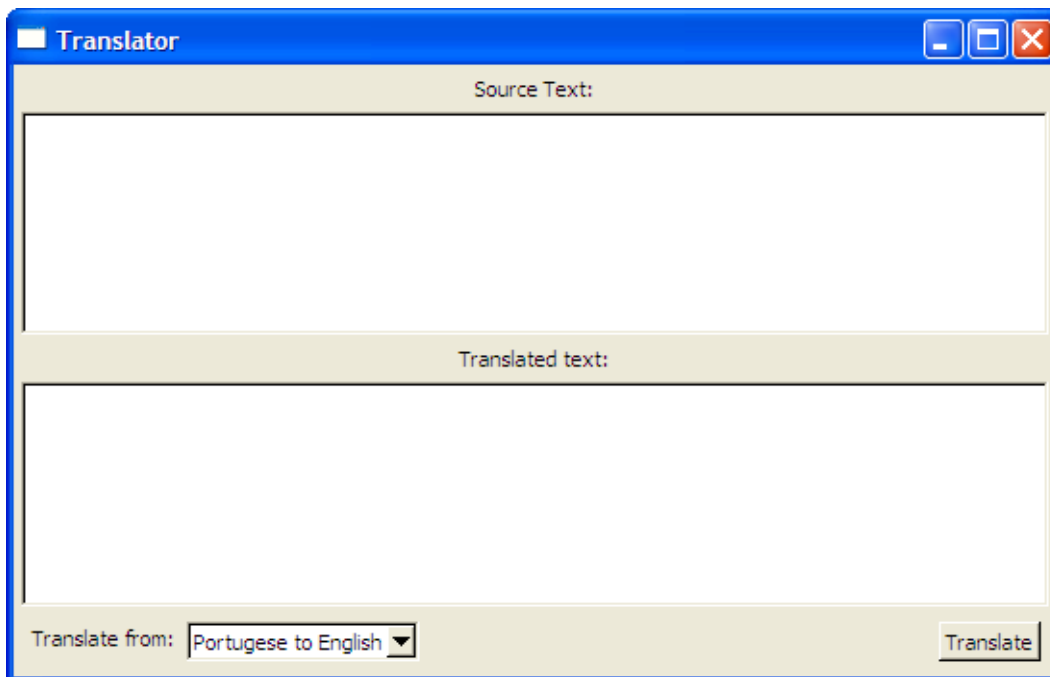 Translator
Source Text:
Translated text:
Translate from: Portugese to English Translate